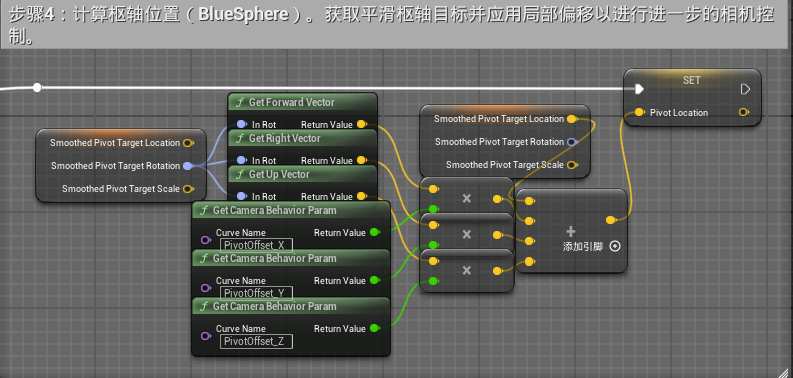 步骤4：计算枢轴位置（BlueSphere）。获取平滑枢轴目标并应用局部偏移以进行进一步的相机控
制。
SET
Pivot Location
Get Forward Vector
In Rot
Return Value
Get Right Vector
In Rot
Return Value
Get Up Vector
In Rot
Return Value
Smoothed Pivot Target Location
Smoothed Pivot Target Rotation
Smoothed Pivot Target Scale
Smoothed Pivot Target Location
Smoothed Pivot Target Rotation
Smoothed Pivot Target Scale
Get Camera Behavior Param
Return Value
Curve Name
PivotOffset_X
Get Camera Behavior Param
Return Value
Curve Name
PivotOffset_Y
Get Camera Behavior Param
Curve Name
Return Value
PivotOffset_Z
×
×
×
+
添加引脚